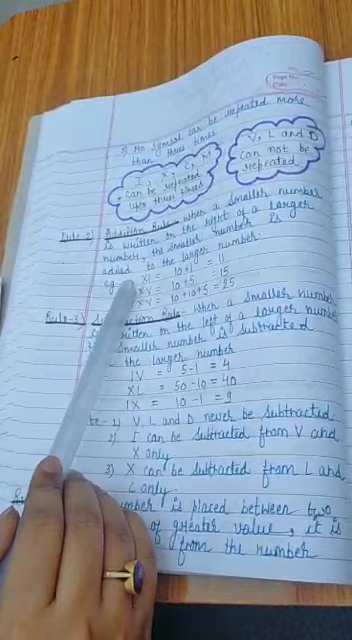 3) No symbol can be repeated more
than three times
I, X, C, M
can be repeated
upto three times
V, L and D
can not be
repeated
Rule-2) Addition Rule- when a smaller number
is written on the right of a larger
number, the smaller number is
added to the larger number.
eg XI = 10+1 = 11
XV = 10+5 = 15
XXV = 10+10+5 = 25
Rule-3) Rule- when a smaller number
written on the left of a larger number
smaller number is subtracted
the larger number
IV = 5-1 = 4
XL = 50-10 = 40
IX = 10-1 = 9
1) V, L and D never be subtracted.
2) I can be subtracted from V and
X only
3) X can be subtracted from L and
C only.
number is placed between two
of greater value, it is
from the number